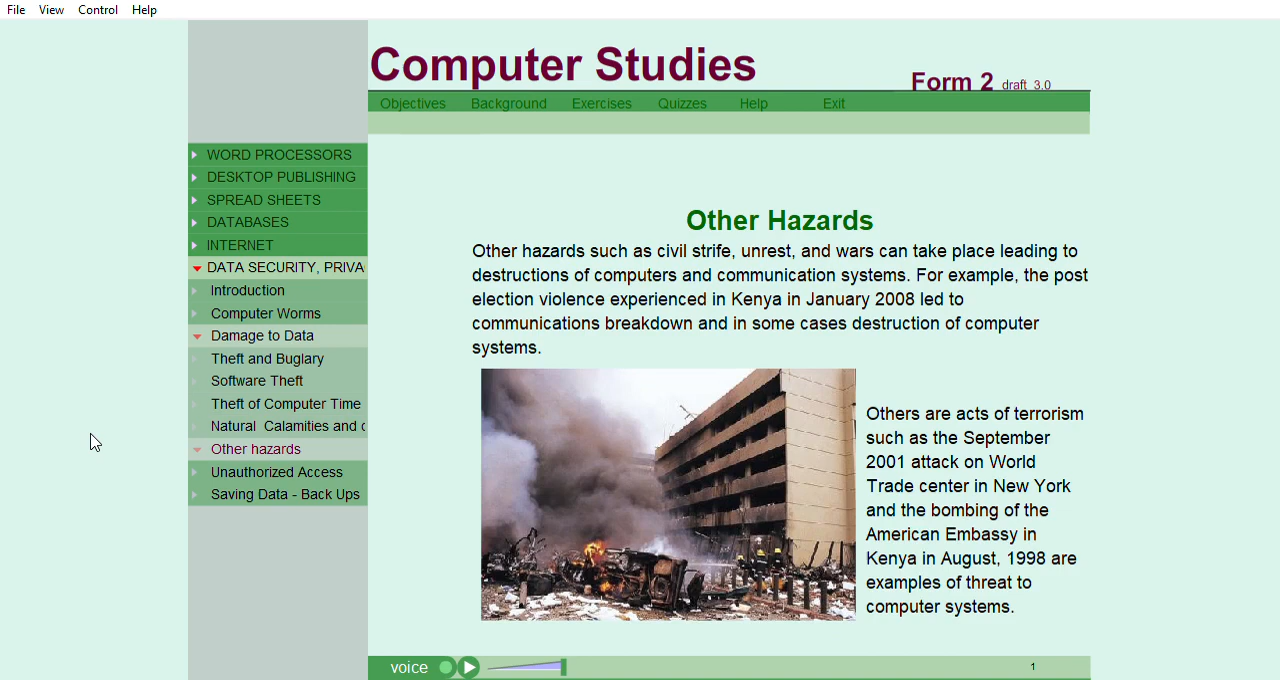 File View Control Help
Computer Studies
Form 2 draft 3.0
Objectives Background Exercises Quizzes Help Exit
WORD PROCESSORS
DESKTOP PUBLISHING
SPREAD SHEETS
DATABASES
INTERNET
DATA SECURITY, PRIVA
Introduction
Computer Worms
Damage to Data
Theft and Buglary
Software Theft
Theft of Computer Time
Natural Calamities and
Other hazards
Unauthorized Access
Saving Data - Back Ups
Other Hazards
Other hazards such as civil strife, unrest, and wars can take place leading to
destructions of computers and communication systems. For example, the post
election violence experienced in Kenya in January 2008 led to
communications breakdown and in some cases destruction of computer
systems.
Others are acts of terrorism
such as the September
2001 attack on World
Trade center in New York
and the bombing of the
American Embassy in
Kenya in August, 1998 are
examples of threat to
computer systems.
voice
1